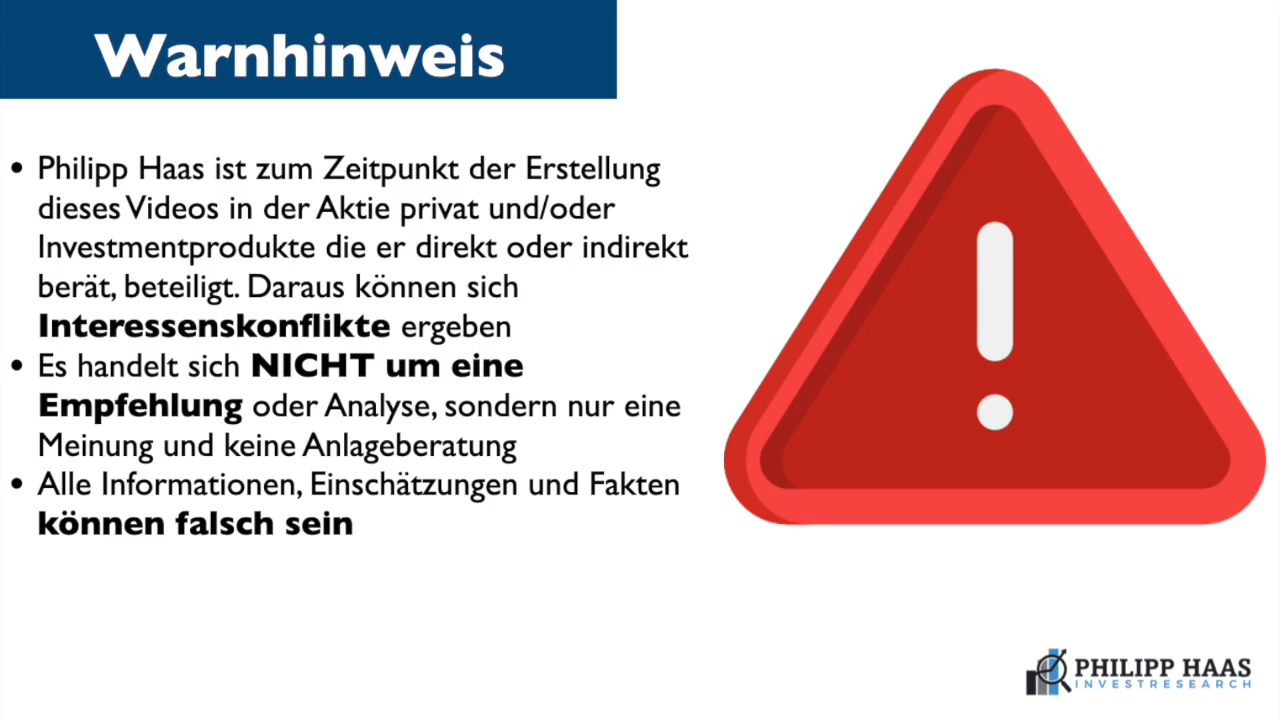 Warnhinweis
• Philipp Haas ist zum Zeitpunkt der Erstellung
dieses Videos in der Aktie privat und/oder
Investmentprodukte die er direkt oder indirekt
berät, beteiligt. Daraus können sich
Interessenskonflikte ergeben
• Es handelt sich NICHT um eine
Empfehlung oder Analyse, sondern nur eine
Meinung und keine Anlageberatung
• Alle Informationen, Einschätzungen und Fakten
können falsch sein
PHILIPP HAAS
INVESTRESEARCH